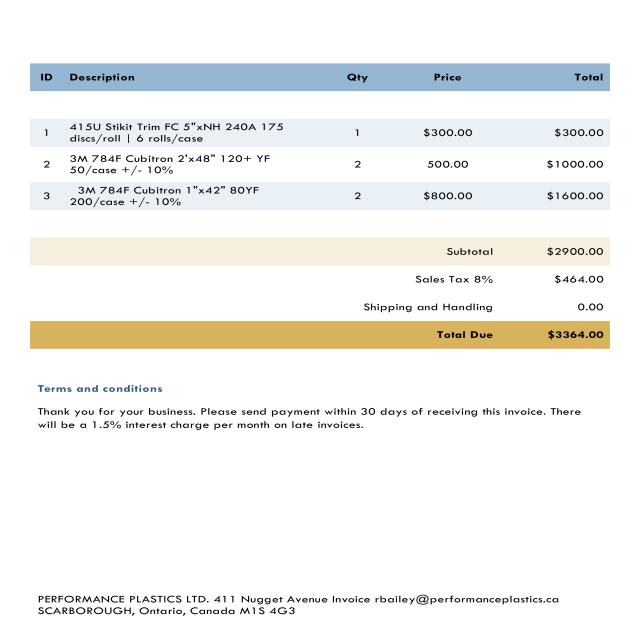 ID Description Qty Price Total
1 415U Stikit Trim FC 5"xNH 240A 175 1 $300.00 $300.00
discs/roll | 6 rolls/case
2 3M 784F Cubitron 2'x48" 120+ YF 2 500.00 $1000.00
50/case +/- 10%
3 3M 784F Cubitron 1"x42" 80YF 2 $800.00 $1600.00
200/case +/- 10%
Subtotal $2900.00
Sales Tax 8% $464.00
Shipping and Handling 0.00
Total Due $3364.00
Terms and conditions
Thank you for your business. Please send payment within 30 days of receiving this invoice. There
will be a 1.5% interest charge per month on late invoices.
PERFORMANCE PLASTICS LTD. 411 Nugget Avenue Invoice rbailey@performanceplastics.ca
SCARBOROUGH, Ontario, Canada M1S 4G3